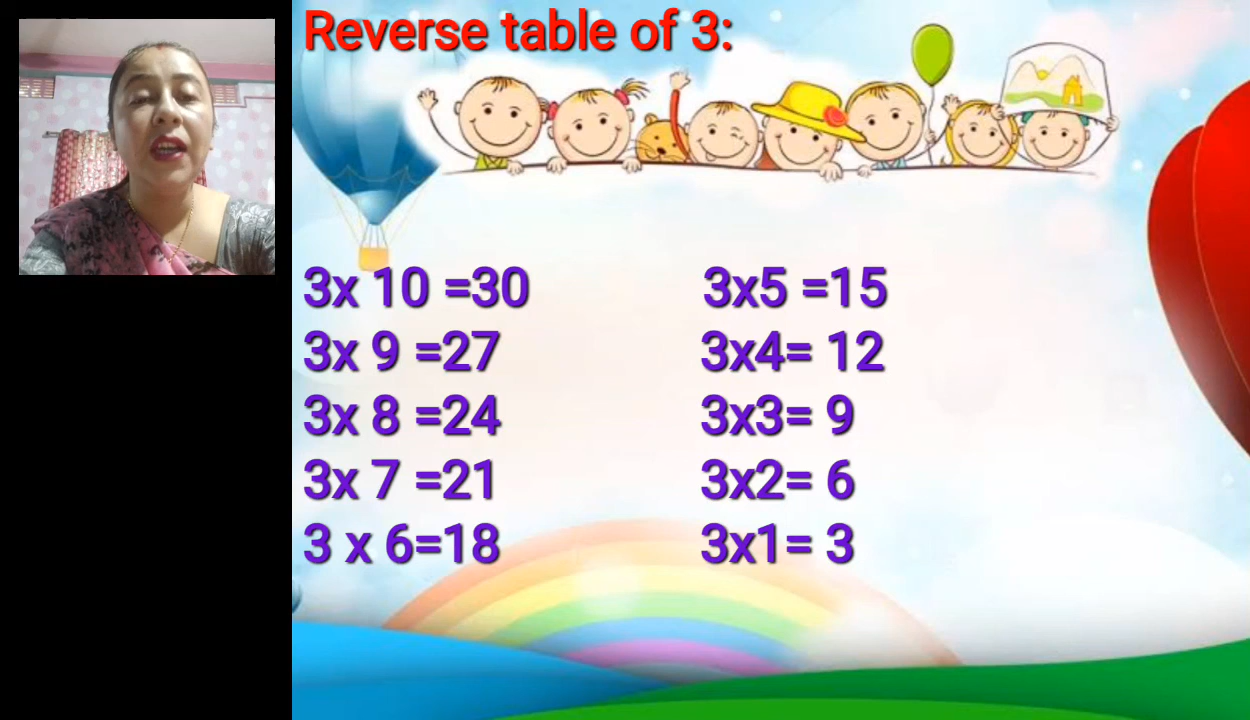 Reverse table of 3:
3x 10 =30
3x 9 =27
3x 8 =24
3x 7 =21
3 x 6=18
3x5 =15
3x4= 12
3x3= 9
3x2= 6
3x1= 3